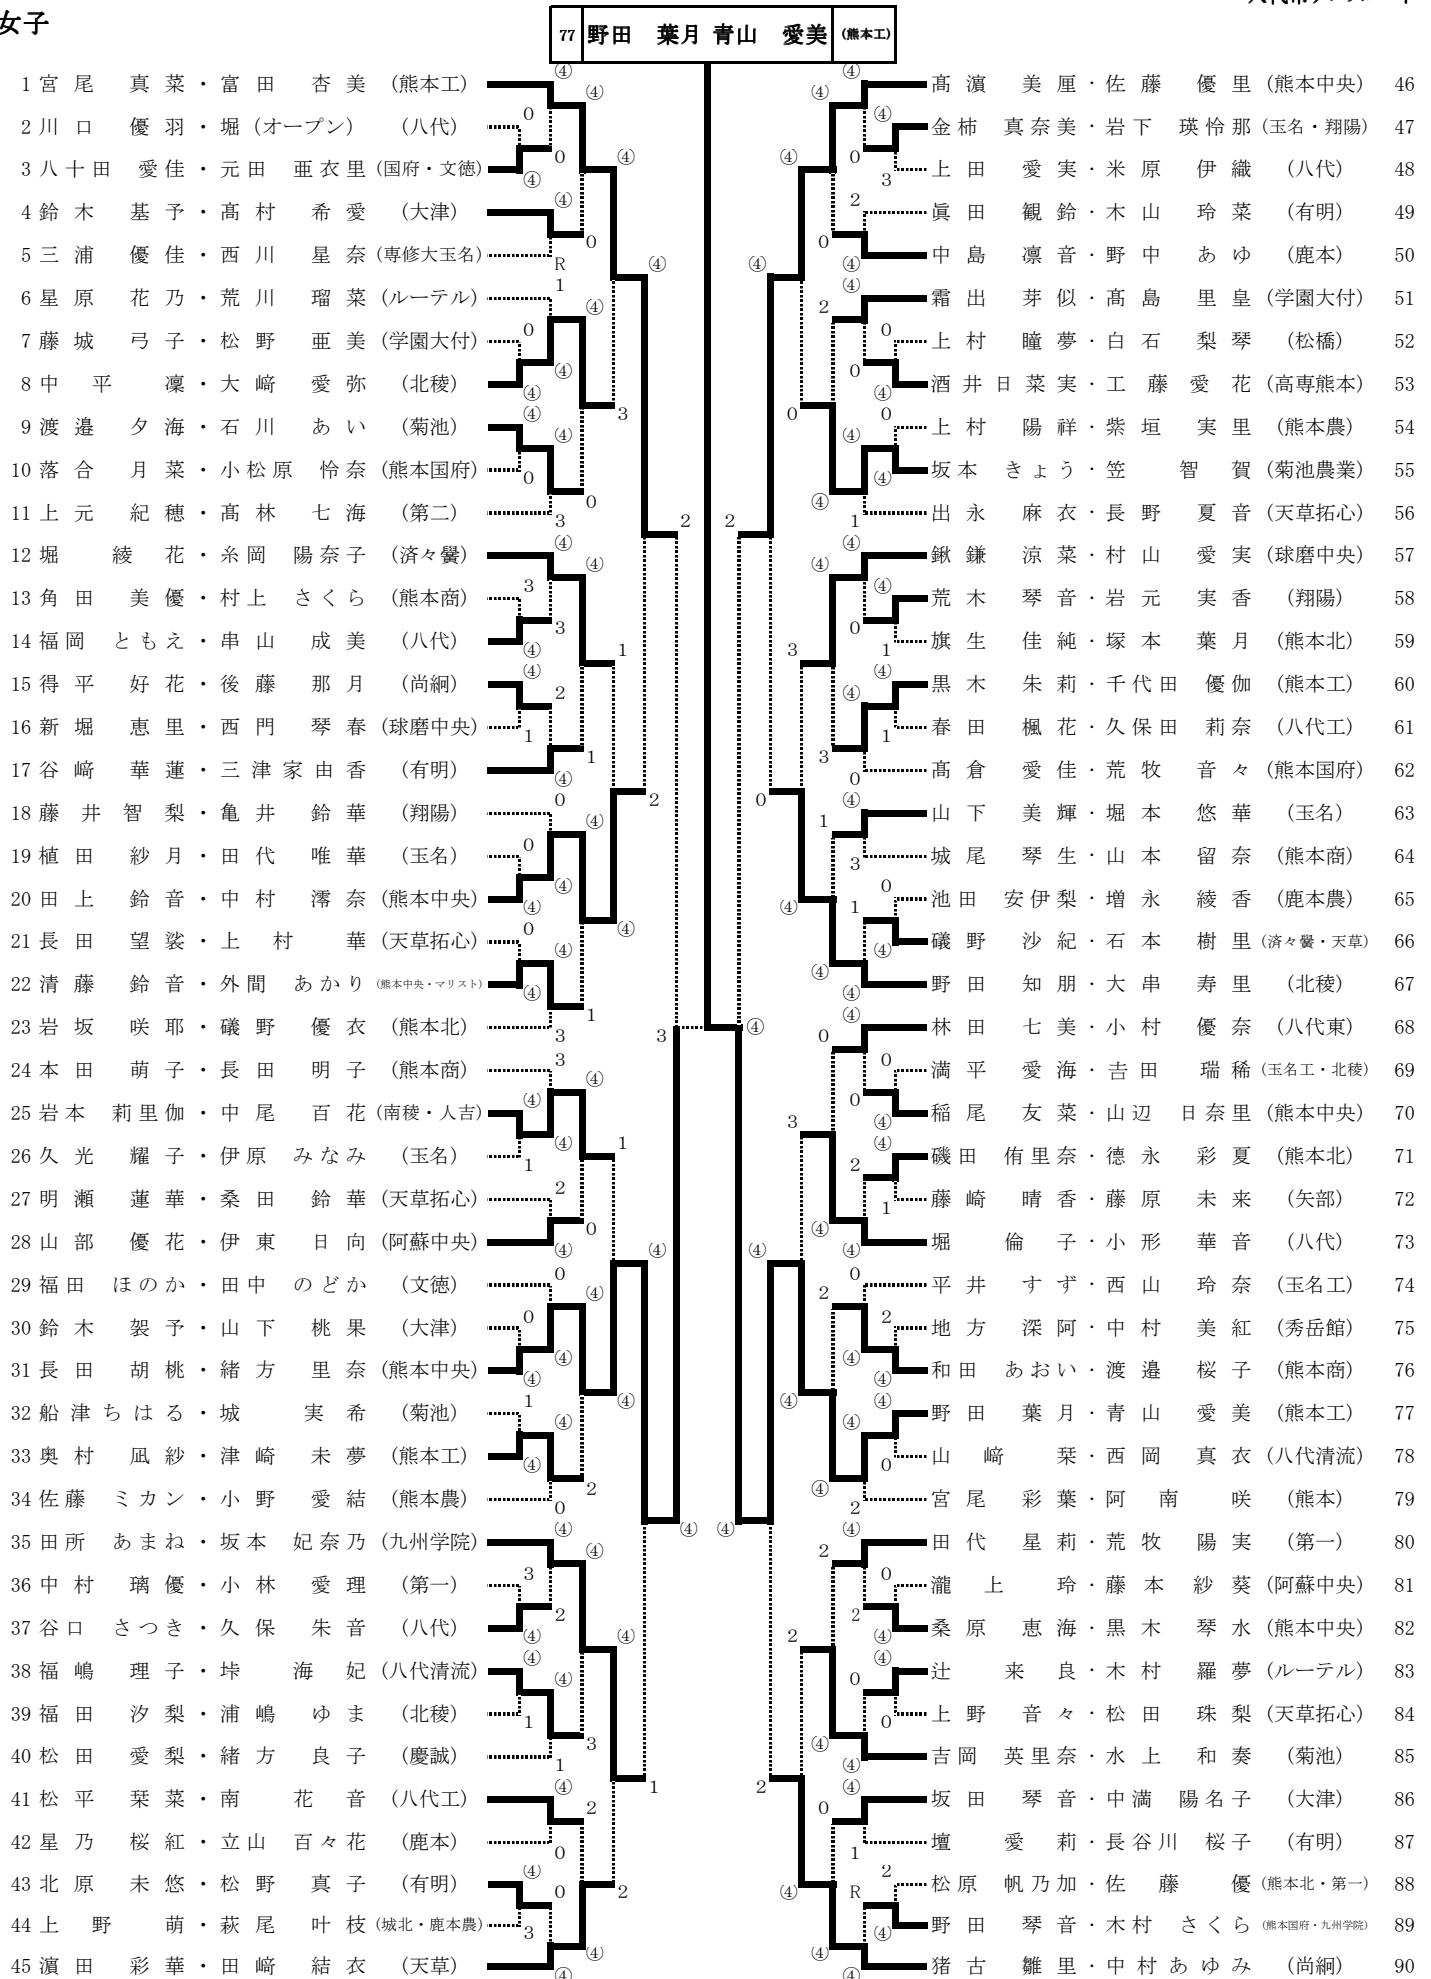 女子
77 野田 葉月 青山 愛美 (熊本工)
1 宮尾 真菜・富田 杏美 (熊本工)
2 川口 優羽・堀(オープン) (八代)
3 八十田 愛佳・元田 亜衣里 (国府・文徳)
4 鈴木 基予・髙村 希愛 (大津)
5 三浦 優佳・西川 星奈 (専修大玉名)
6 星原 花乃・荒川 瑠菜 (ルーテル)
7 藤城 弓子・松野 亜美 (学園大付)
8 中平 凜・大﨑 愛弥 (北稜)
9 渡邉 夕海・石川 あい (菊池)
10 落合 月菜・小松原 怜奈 (熊本国府)
11 上元 紀穂・髙林 七海 (第二)
12 堀 綾花・糸岡 陽奈子 (済々黌)
13 角田 美優・村上 さくら (熊本商)
14 福岡 ともえ・串山 成美 (八代)
15 得平 好花・後藤 那月 (尚絅)
16 新堀 恵里・西門 琴春 (球磨中央)
17 谷﨑 華蓮・三津家由香 (有明)
18 藤井智梨・亀井 鈴華 (翔陽)
19 植田 紗月・田代 唯華 (玉名)
20 田上 鈴音・中村 澪奈 (熊本中央)
21 長田 望裟・上村 華 (天草拓心)
22 清藤 鈴音・外間 あかり (熊本中央・マリスト)
23 岩坂 咲耶・礒野 優衣 (熊本北)
24 本田 萌子・長田 明子 (熊本商)
25 岩本 莉里伽・中尾 百花 (南稜・人吉)
26 久光 耀子・伊原 みなみ (玉名)
27 明瀬 蓮華・桑田 鈴華 (天草拓心)
28 山部 優花・伊東 日向 (阿蘇中央)
29 福田 ほのか・田中 のどか (文徳)
30 鈴木 袈予・山下 桃果 (大津)
31 長田 胡桃・緒方 里奈 (熊本中央)
32 船津ちはる・城 実希 (菊池)
33 奥村 凪紗・津崎 未夢 (熊本工)
34 佐藤 ミカン・小野 愛結 (熊本農)
35 田所 あまね・坂本 妃奈乃 (九州学院)
36 中村 璃優・小林 愛理 (第一)
37 谷口 さつき・久保 朱音 (八代)
38 福嶋 理子・垰 海妃 (八代清流)
39 福田 汐梨・浦嶋 ゆま (北稜)
40 松田 愛梨・緒方 良子 (慶誠)
41 松平 栞菜・南 花音 (八代工)
42 星乃 桜紅・立山 百々花 (鹿本)
43 北原 未悠・松野 真子 (有明)
44 上野 萌・萩尾 叶枝 (城北・鹿本農)
45 濵田 彩華・田﨑 結衣 (天草)
髙濵 美厘・佐藤 優里 (熊本中央) 46
金柿 真奈美・岩下 瑛怜那 (玉名・翔陽) 47
上田 愛実・米原 伊織 (八代) 48
眞田 観鈴・木山 玲菜 (有明) 49
中島 凛音・野中 あゆ (鹿本) 50
霜出 芽似・髙島 里皇 (学園大付) 51
上村 瞳夢・白石 梨琴 (松橋) 52
酒井日菜実・工藤愛花 (高専熊本) 53
上村 陽祥・紫垣 実里 (熊本農) 54
坂本 きょう・笠 智賀 (菊池農業) 55
出永 麻衣・長野 夏音 (天草拓心) 56
鍬鎌 涼菜・村山 愛実 (球磨中央) 57
荒木 琴音・岩元 実香 (翔陽) 58
旗生 佳純・塚本 葉月 (熊本北) 59
黒木 朱莉・千代田 優伽 (熊本工) 60
春田 楓花・久保田 莉奈 (八代工) 61
髙倉 愛佳・荒牧 音々 (熊本国府) 62
山下 美輝・堀本 悠華 (玉名) 63
城尾 琴生・山本 留奈 (熊本商) 64
池田 安伊梨・増永 綾香 (鹿本農) 65
礒野 沙紀・石本 樹里 (済々黌・天草) 66
野田 知朋・大串 寿里 (北稜) 67
林田 七美・小村 優奈 (八代東) 68
満平 愛海・𠮷田 瑞稀 (玉名工・北稜) 69
稲尾 友菜・山辺 日奈里 (熊本中央) 70
磯田 侑里奈・徳永 彩夏 (熊本北) 71
藤崎 晴香・藤原 未来 (矢部) 72
堀 倫子・小形 華音 (八代) 73
平井 すず・西山 玲奈 (玉名工) 74
地方 深阿・中村 美紅 (秀岳館) 75
和田 あおい・渡邉 桜子 (熊本商) 76
野田 葉月・青山 愛美 (熊本工) 77
山﨑 栞・西岡 真衣 (八代清流) 78
宮尾 彩葉・阿南 咲 (熊本) 79
田代 星莉・荒牧 陽実 (第一) 80
瀧上 玲・藤本 紗葵 (阿蘇中央) 81
桑原 恵海・黒木 琴水 (熊本中央) 82
辻 来良・木村 羅夢 (ルーテル) 83
上野 音々・松田 珠梨 (天草拓心) 84
吉岡 英里奈・水上 和奏 (菊池) 85
坂田 琴音・中満 陽名子 (大津) 86
壇 愛莉・長谷川 桜子 (有明) 87
松原 帆乃加・佐藤 優 (熊本北・第一) 88
野田 琴音・木村 さくら (熊本国府・九州学院) 89
猪古 雛里・中村あゆみ (尚絅) 90